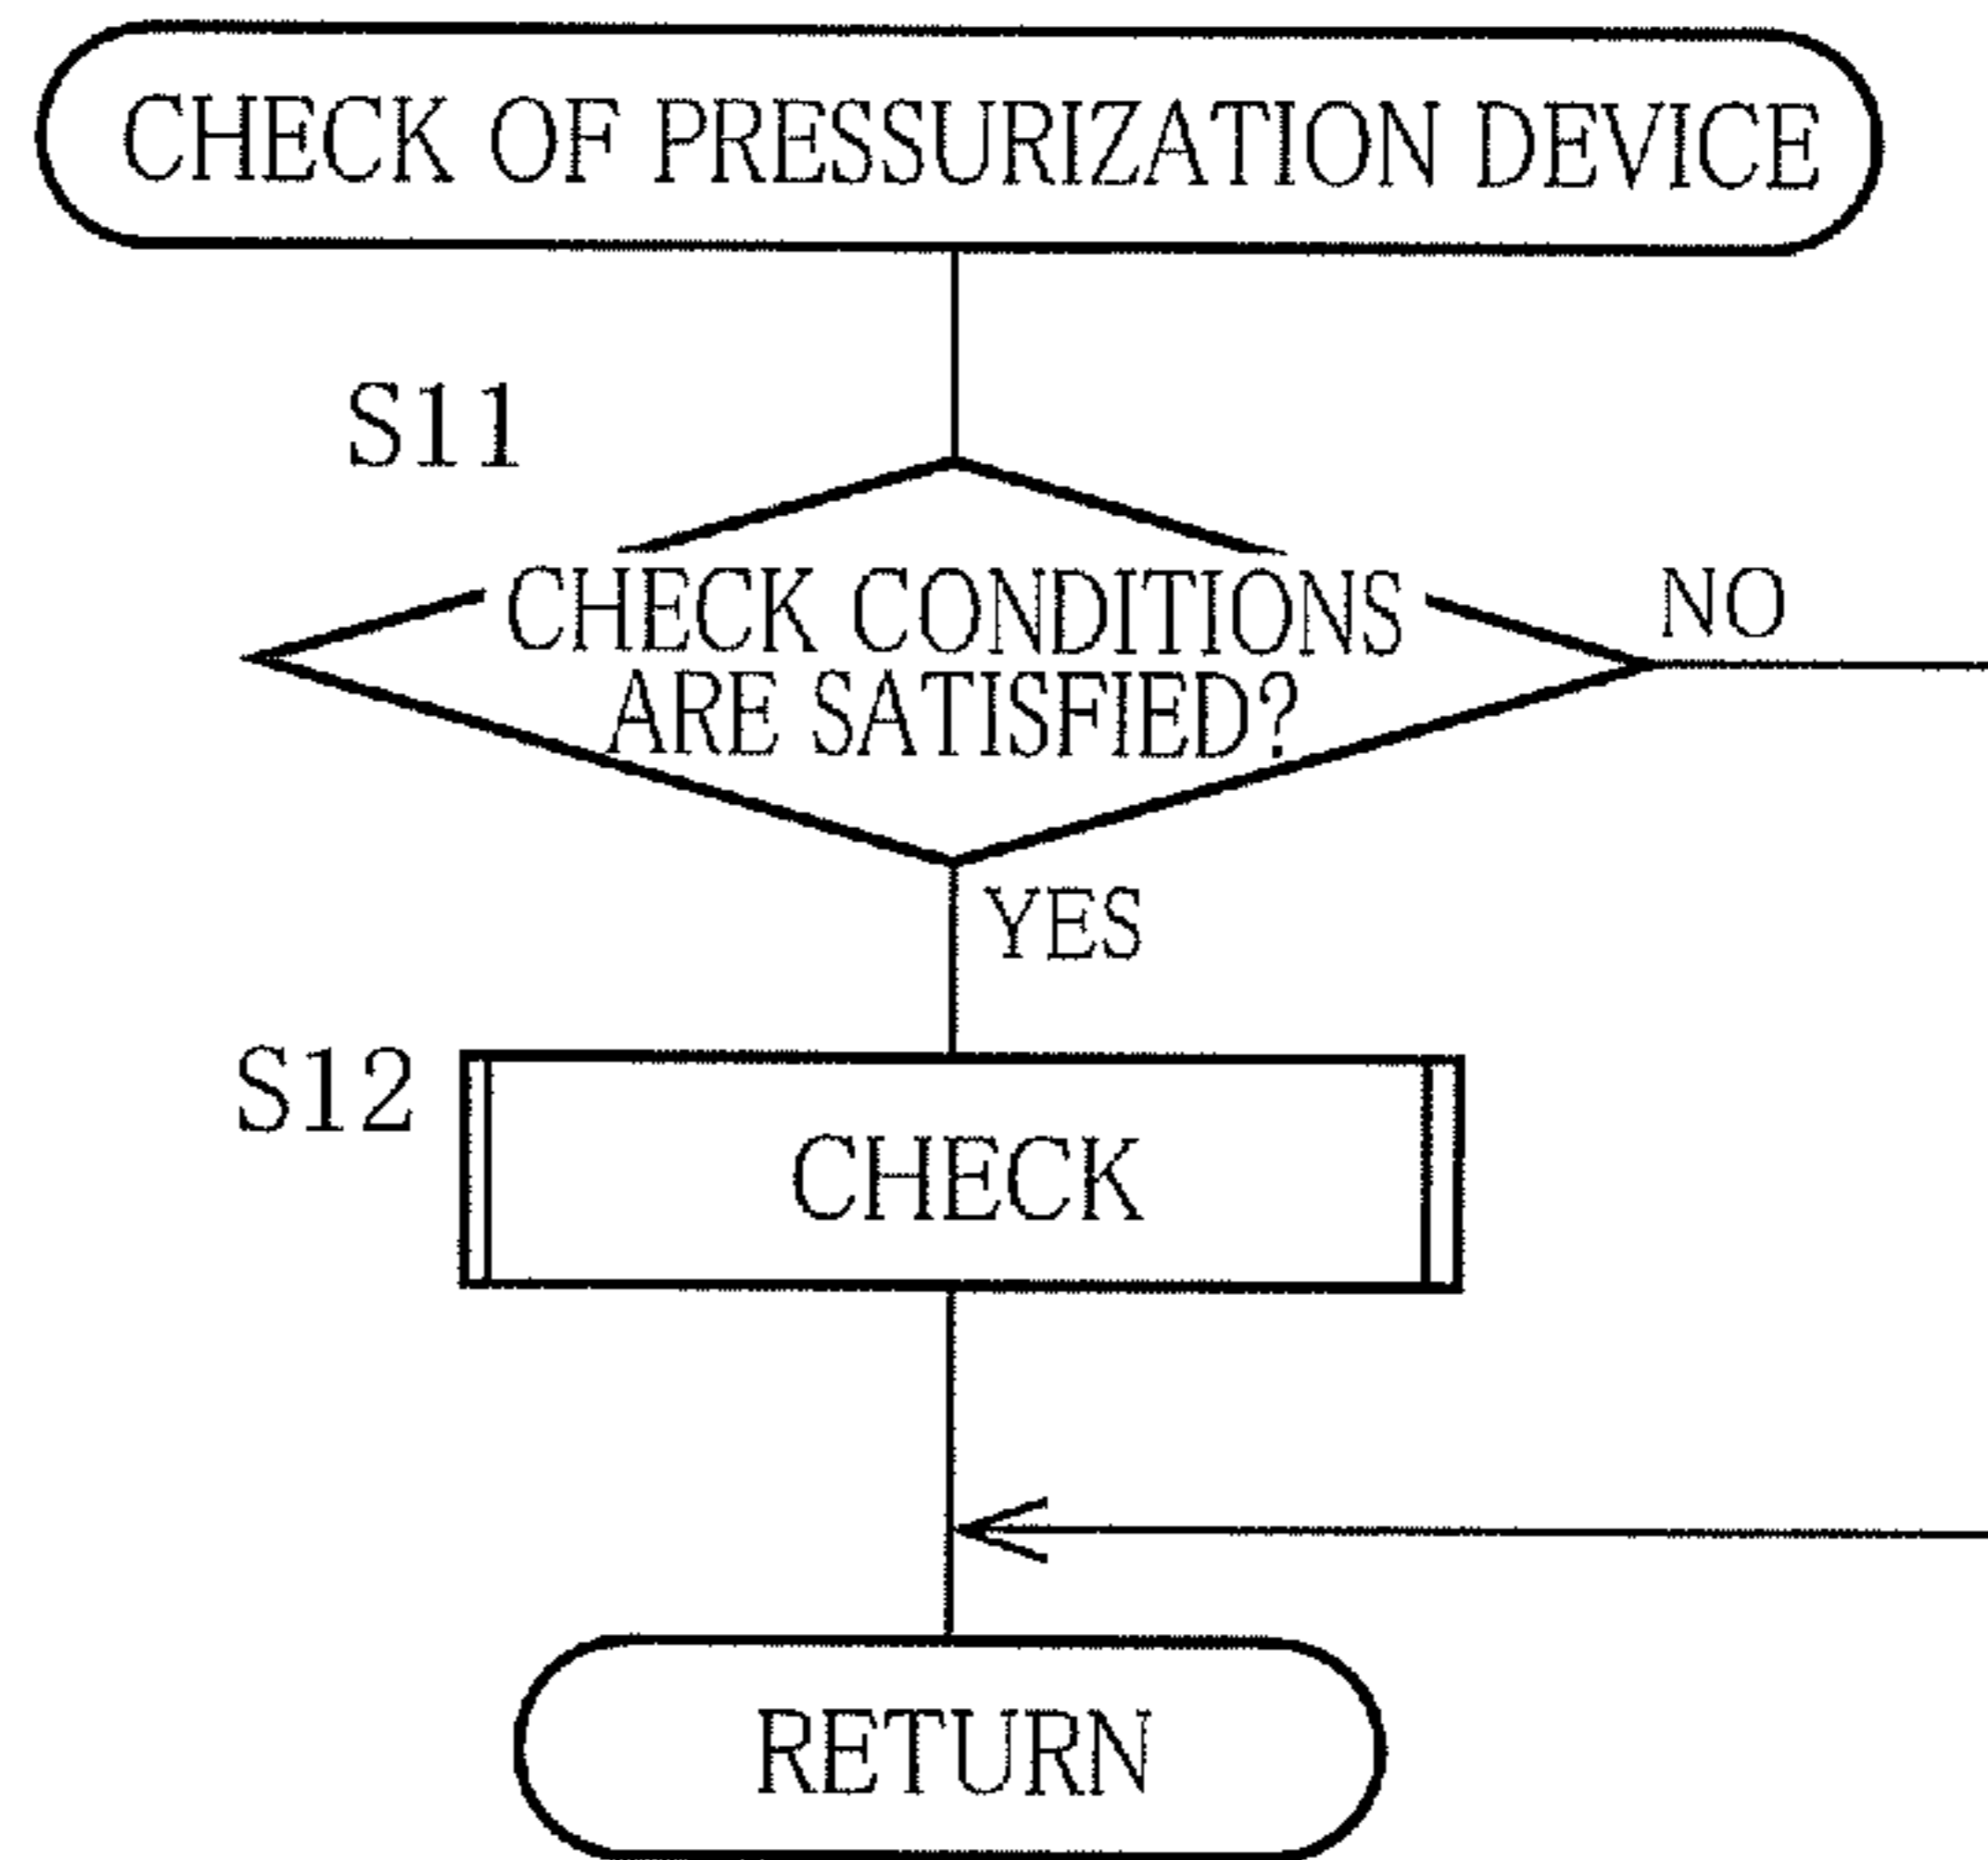 CHECK OF PRESSURIZATION DEVICE
S11
CHECK CONDITIONS
ARE SATISFIED?
NO
YES
S12
CHECK
RETURN